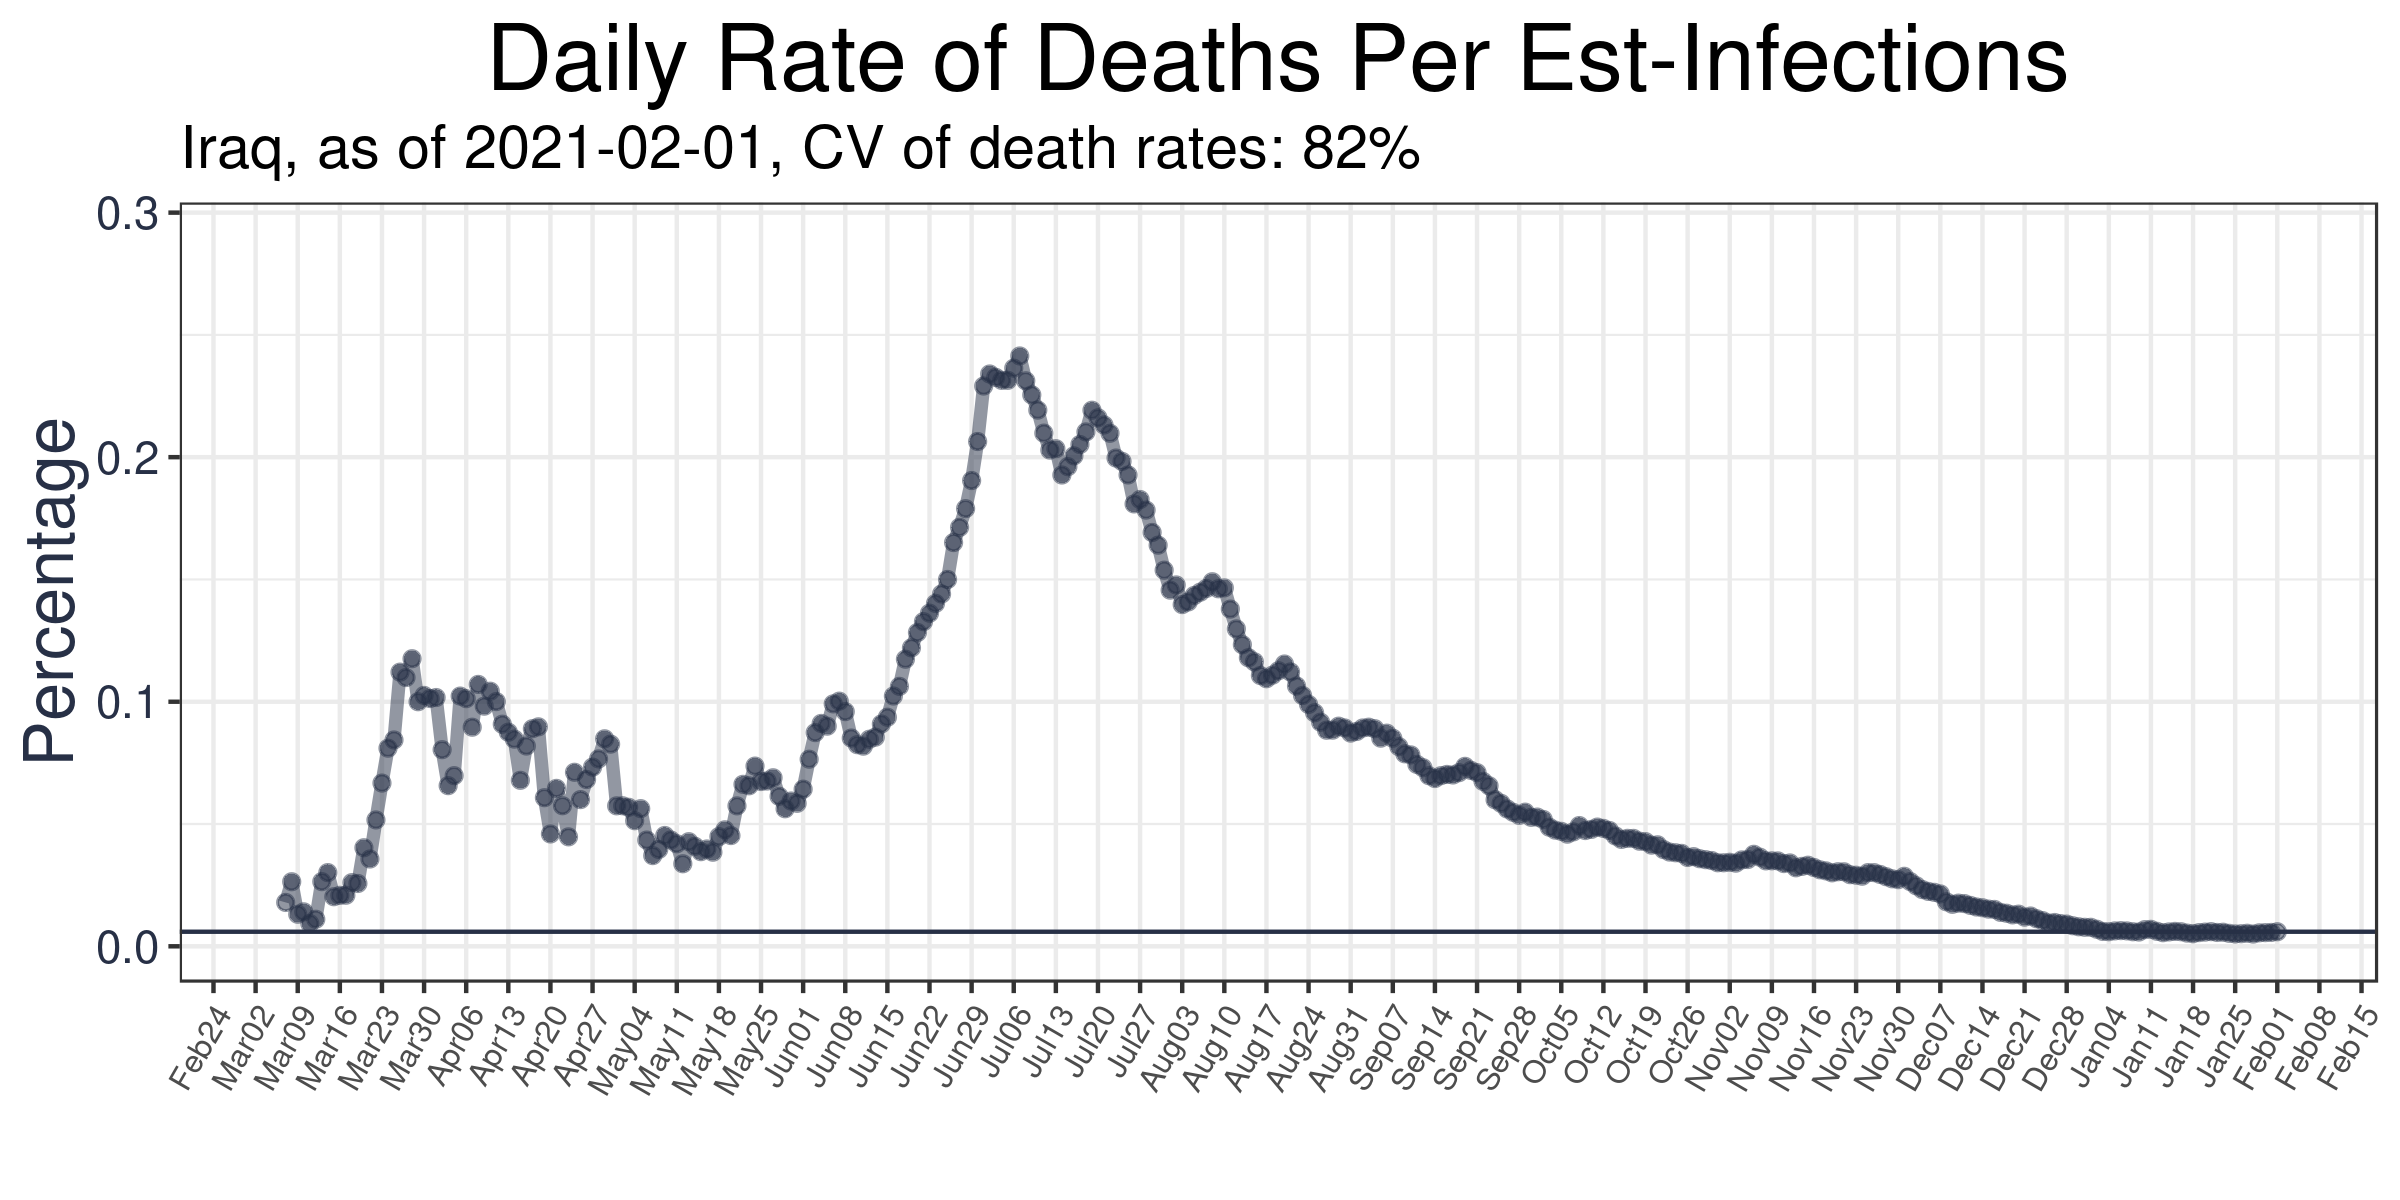 Daily Rate of Deaths Per Est-Infections
Iraq, as of 2021-02-01, CV of death rates: 82%
Percentage
0.3
0.2
0.1
0.0
Feb24
Mar02
Mar09
Mar16
Mar23
Mar30
Apr06
Apr13
Apr20
Apr27
May04
May11
May18
May25
Jun01
Jun08
Jun15
Jun22
Jun29
Jul06
Jul13
Jul20
Jul27
Aug03
Aug10
Aug17
Aug24
Aug31
Sep07
Sep14
Sep21
Sep28
Oct05
Oct12
Oct19
Oct26
Nov02
Nov09
Nov16
Nov23
Nov30
Dec07
Dec14
Dec21
Dec28
Jan04
Jan11
Jan18
Jan25
Feb01
Feb08
Feb15